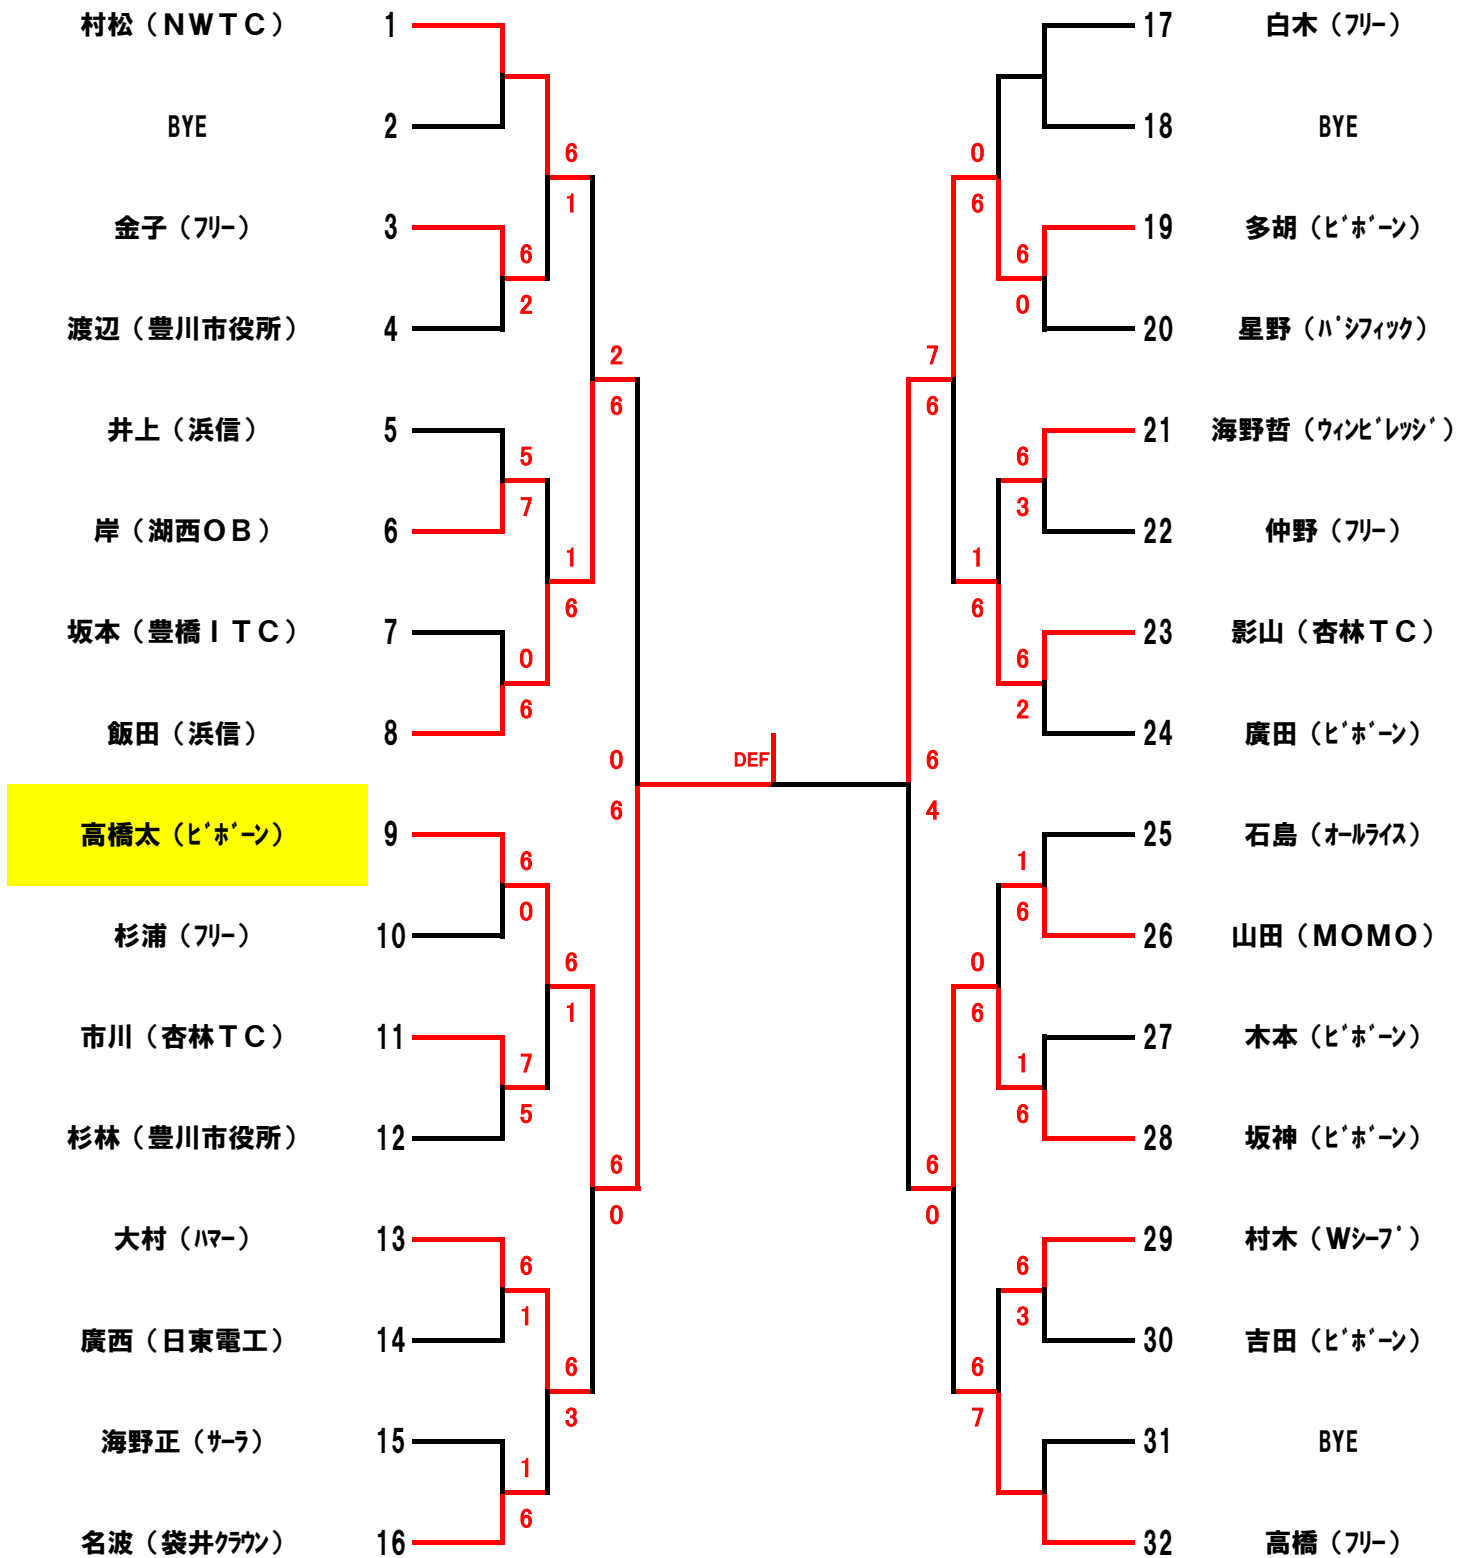 村松（ＮＷＴＣ） 1
BYE 2
6
1
金子（ﾌﾘｰ） 3
6
2
渡辺（豊川市役所） 4
2
6
井上（浜信） 5
5
7
岸（湖西ＯＢ） 6
1
6
坂本（豊橋ＩＴＣ） 7
0
6
飯田（浜信） 8
0
6
高橋太（ﾋﾞﾎﾞｰﾝ） 9
6
0
杉浦（ﾌﾘｰ） 10
6
1
市川（杏林ＴＣ） 11
7
5
杉林（豊川市役所） 12
6
0
大村（ﾊﾏｰ） 13
6
1
廣西（日東電工） 14
6
3
海野正（ｻｰﾗ） 15
1
6
名波（袋井ｸﾗｳﾝ） 16
DEF
17 白木（ﾌﾘｰ）
18 BYE
0
6
19 多胡（ﾋﾞﾎﾞｰﾝ）
6
0
20 星野（ﾊﾟｼﾌｨｯｸ）
7
6
21 海野哲（ｳｨﾝﾋﾞﾚｯｼﾞ）
6
3
22 仲野（ﾌﾘｰ）
1
6
23 影山（杏林ＴＣ）
6
2
24 廣田（ﾋﾞﾎﾞｰﾝ）
6
4
25 石島（ｵｰﾙﾗｲｽ）
1
6
26 山田（ＭＯＭＯ）
0
6
27 木本（ﾋﾞﾎﾞｰﾝ）
1
6
28 坂神（ﾋﾞﾎﾞｰﾝ）
6
0
29 村木（Ｗｼｰﾌﾟ）
6
3
30 吉田（ﾋﾞﾎﾞｰﾝ）
6
7
31 BYE
32 高橋（ﾌﾘｰ）